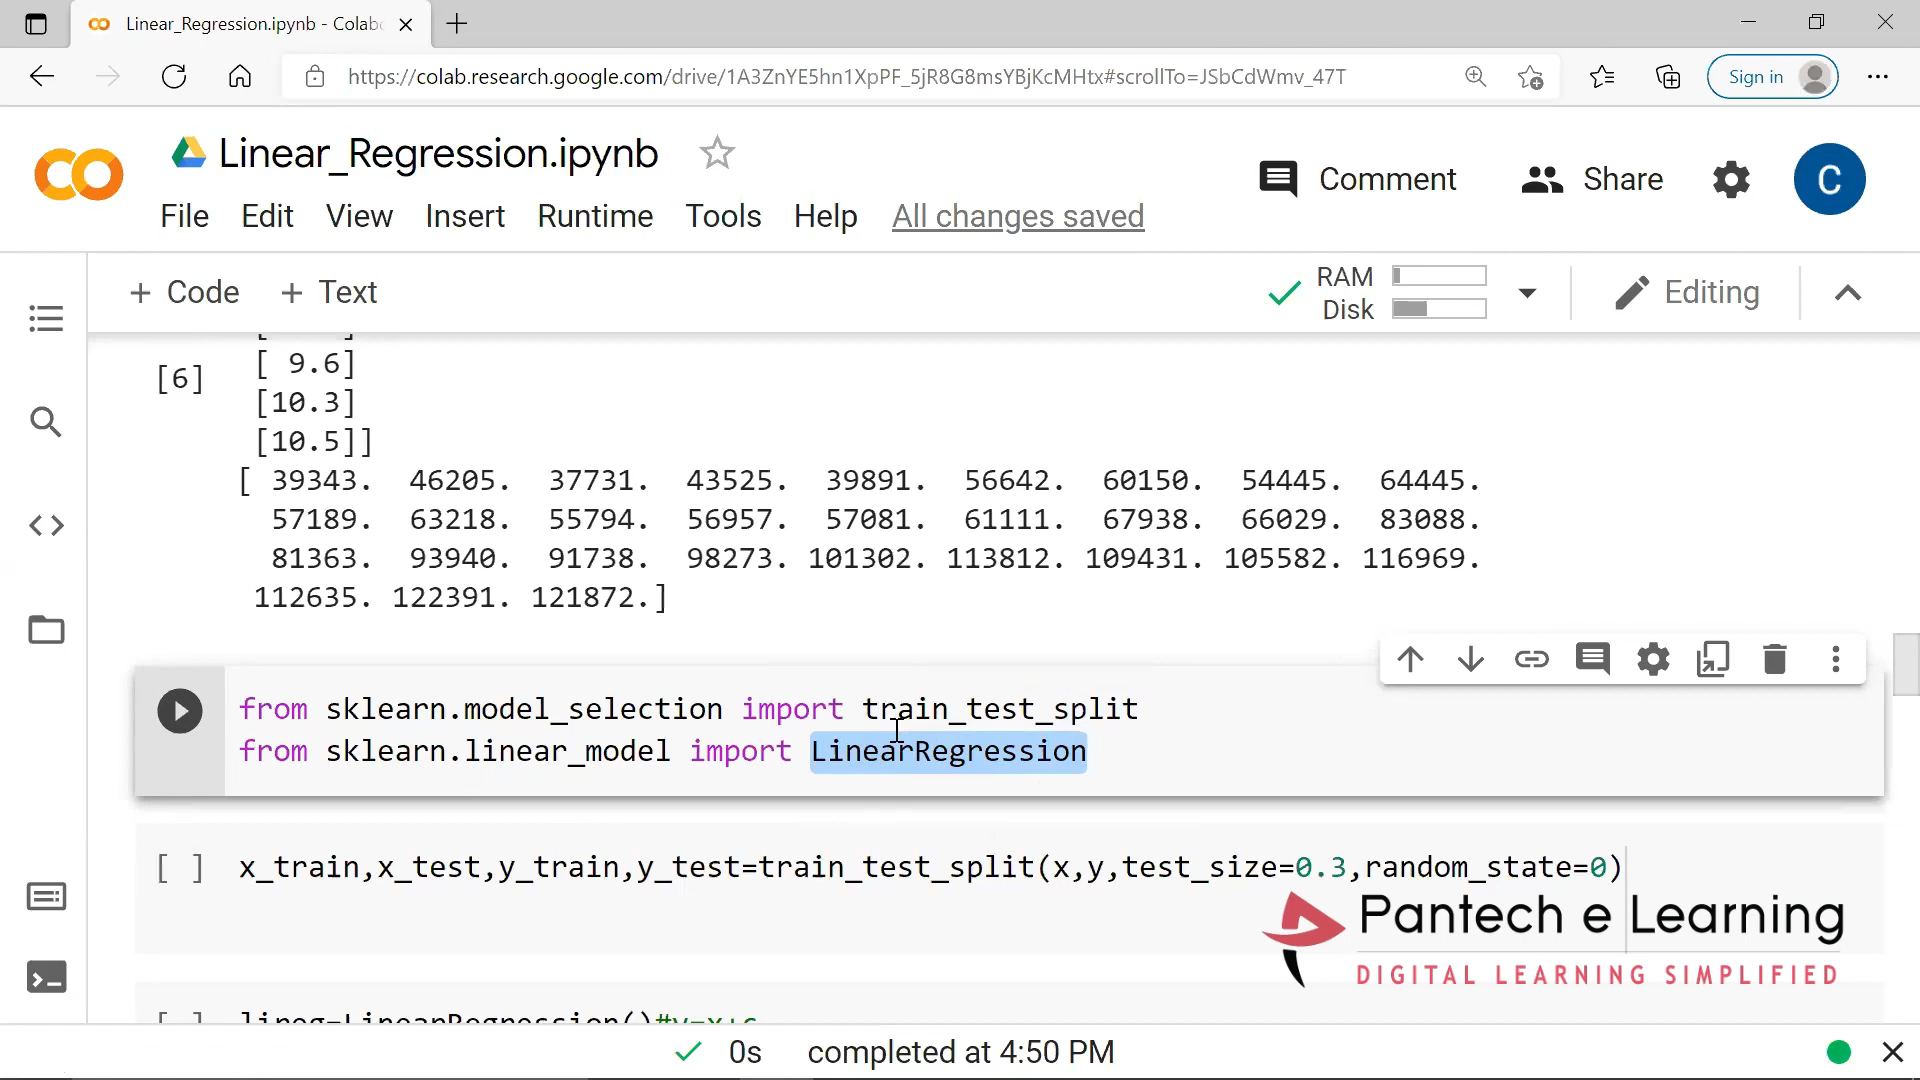 Linear_Regression.ipynb - Colab
https://colab.research.google.com/drive/1A3ZnYE5hn1XpPF_5jR8G8msYBjKcMHtx#scrollTo=JSbCdWmv_47T
Sign in
Linear_Regression.ipynb
Comment
Share
C
File Edit View Insert Runtime Tools Help All changes saved
+ Code + Text
RAM
Disk
Editing
[6]
[ 9.6]
[10.3]
[10.5]]
[ 39343. 46205. 37731. 43525. 39891. 56642. 60150. 54445. 64445.
57189. 63218. 55794. 56957. 57081. 61111. 67938. 66029. 83088.
81363. 93940. 91738. 98273. 101302. 113812. 109431. 105582. 116969.
112635. 122391. 121872.]
from sklearn.model_selection import train_test_split
from sklearn.linear_model import LinearRegression
[ ] x_train,x_test,y_train,y_test=train_test_split(x,y,test_size=0.3,random_state=0)
Pantech e Learning
DIGITAL LEARNING SIMPLIFIED
[ ] lireg=LinearRegression()#y=x+c
0s completed at 4:50 PM